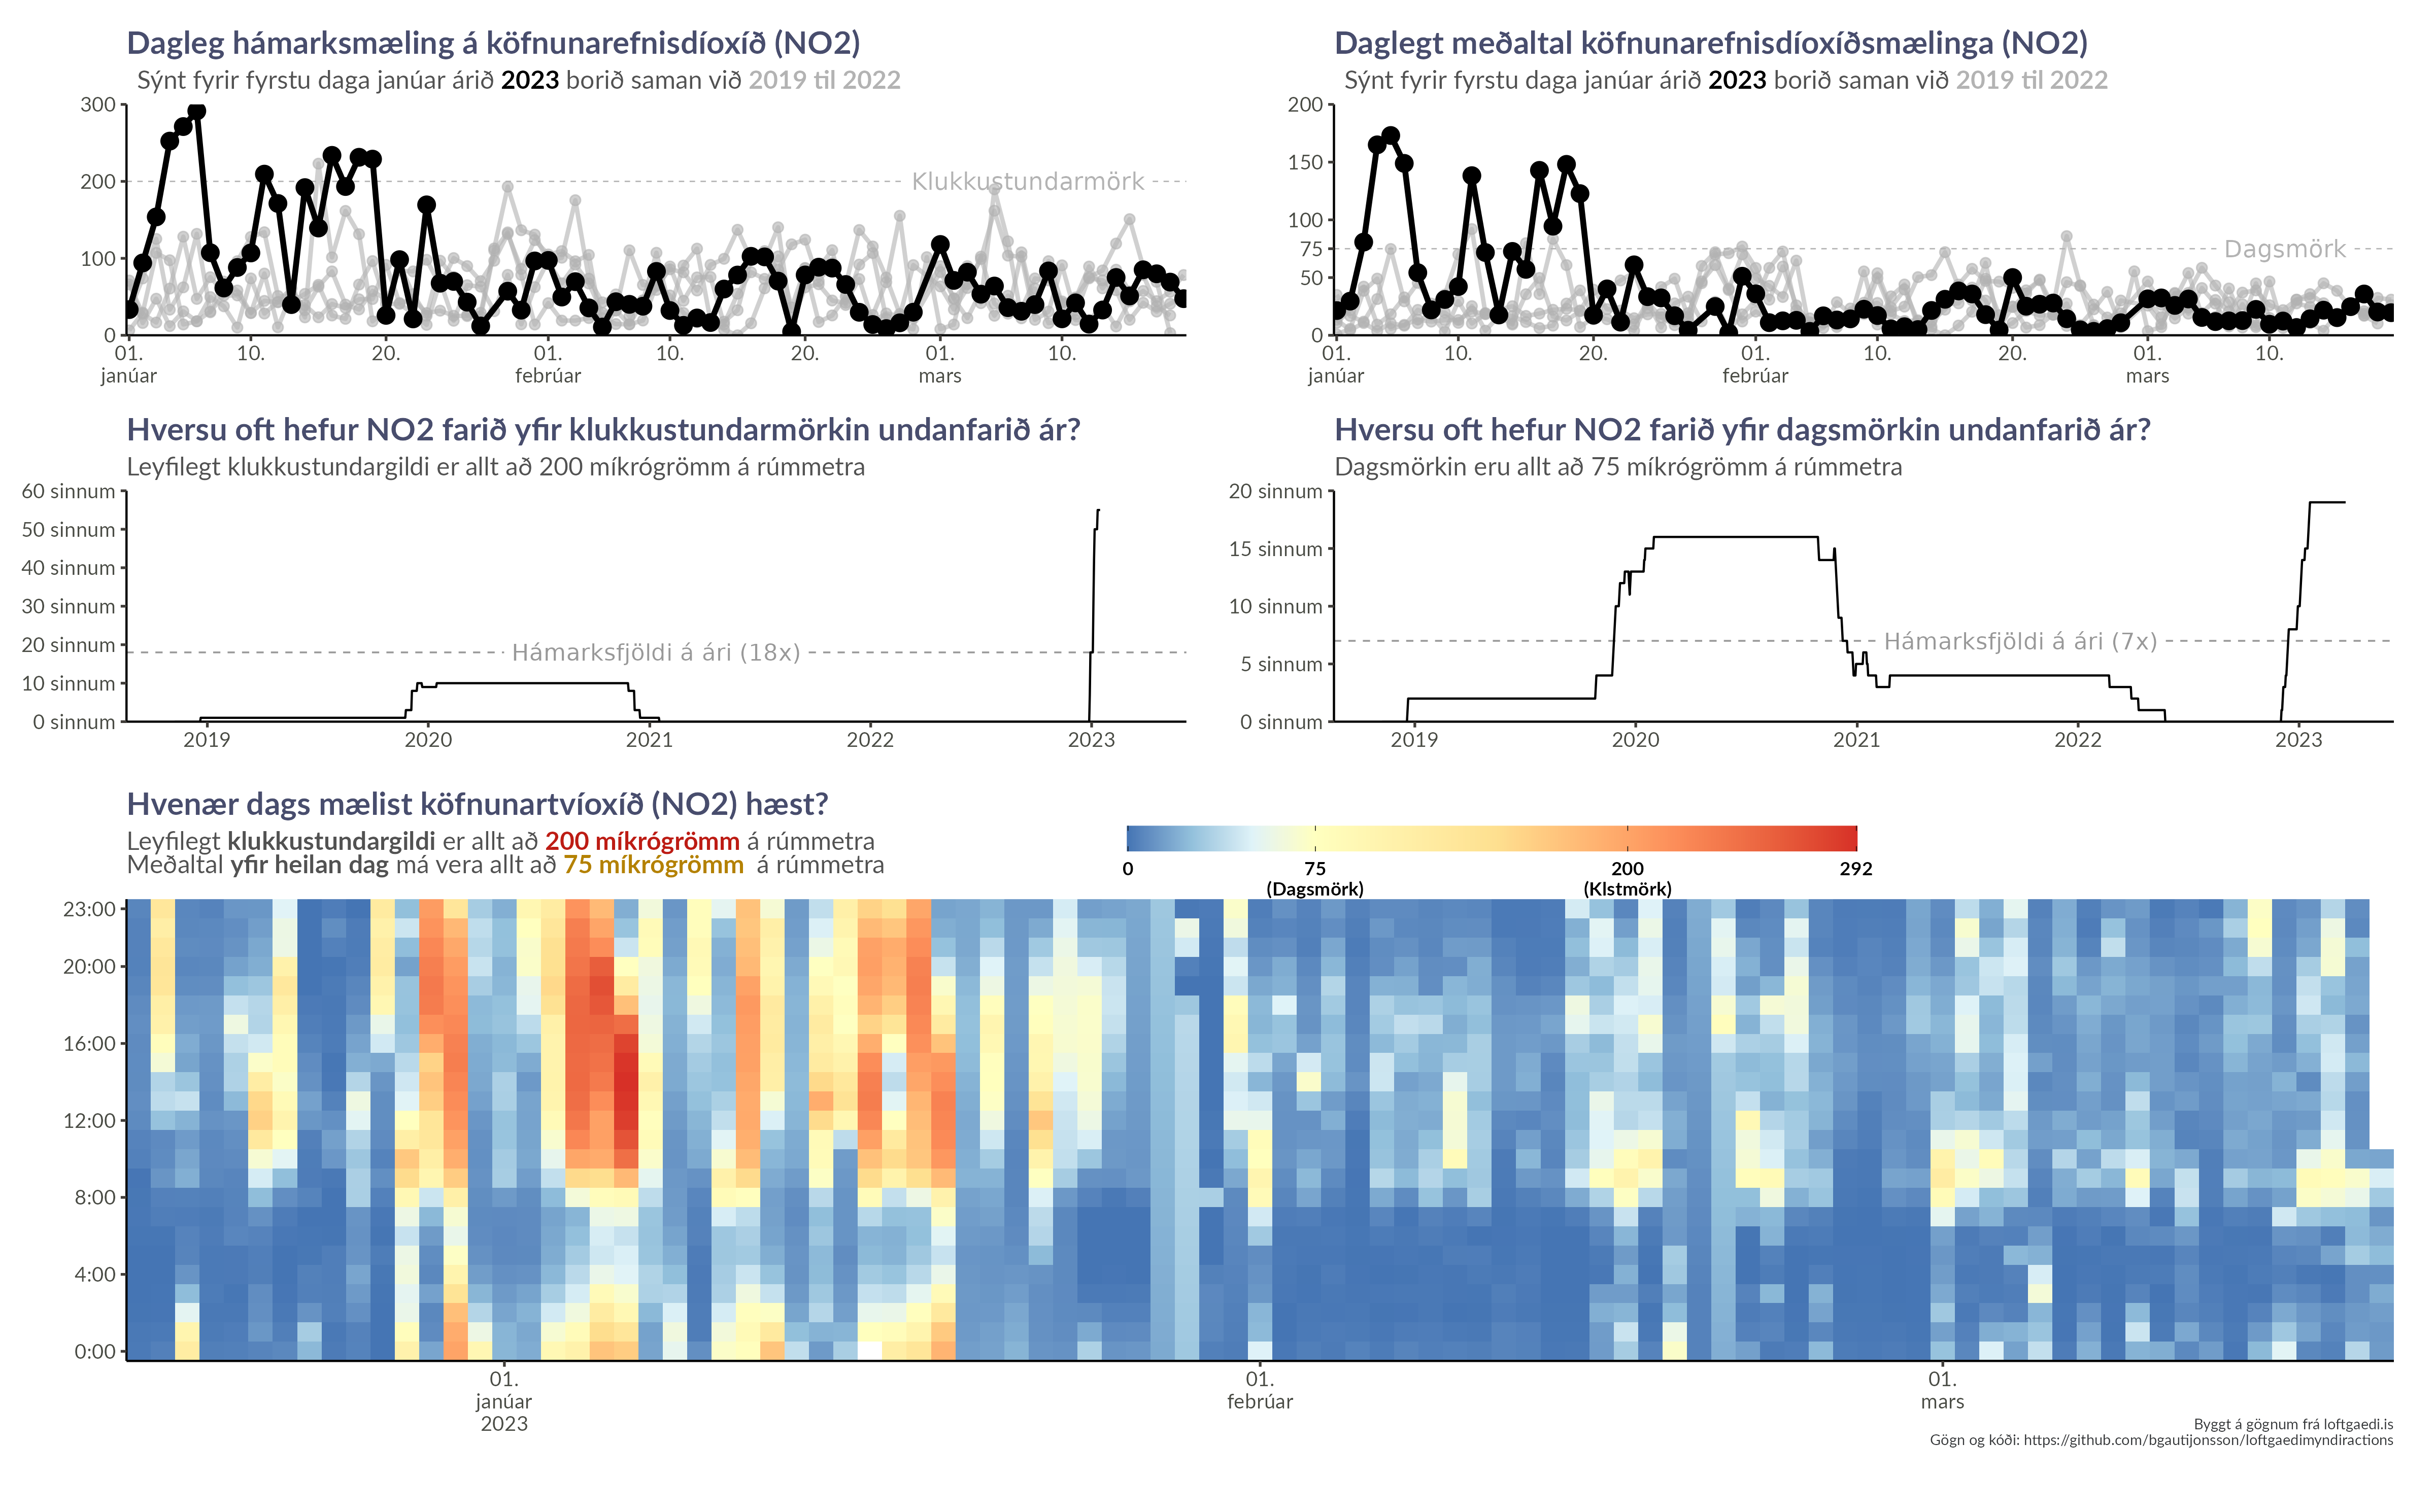 Dagleg hámarksmæling á köfnunarefnisdíoxíð (NO2)
Sýnt fyrir fyrstu daga janúar árið 2023 borið saman við 2019 til 2022
300
200
100
0
Klukkustundarmörk
01. 10. 20. 01. 10. 20. 01. 10.
janúar febrúar mars
Daglegt meðaltal köfnunarefnisdíoxíðsmælinga (NO2)
Sýnt fyrir fyrstu daga janúar árið 2023 borið saman við 2019 til 2022
200
150
100
75
50
0
Dagsmörk
01. 10. 20. 01. 10. 20. 01. 10.
janúar febrúar mars
Hversu oft hefur NO2 farið yfir klukkustundarmörkin undanfarið ár?
Leyfilegt klukkustundargildi er allt að 200 míkrógrömm á rúmmetra
60 sinnum
50 sinnum
40 sinnum
30 sinnum
20 sinnum
10 sinnum
0 sinnum
Hámarksfjöldi á ári (18x)
2019 2020 2021 2022 2023
Hversu oft hefur NO2 farið yfir dagsmörkin undanfarið ár?
Dagsmörkin eru allt að 75 míkrógrömm á rúmmetra
20 sinnum
15 sinnum
10 sinnum
5 sinnum
0 sinnum
Hámarksfjöldi á ári (7x)
2019 2020 2021 2022 2023
Hvenær dags mælist köfnunartvíoxíð (NO2) hæst?
Leyfilegt klukkustundargildi er allt að 200 míkrógrömm á rúmmetra
Meðaltal yfir heilan dag má vera allt að 75 míkrógrömm á rúmmetra
0 75 200 292
(Dagsmörk) (Klstmörk)
23:00
20:00
16:00
12:00
8:00
4:00
0:00
01. 01. 01.
janúar febrúar mars
2023
Byggt á gögnum frá loftgaedi.is
Gögn og kóði: https://github.com/bgautijonsson/loftgaedimyndiractions